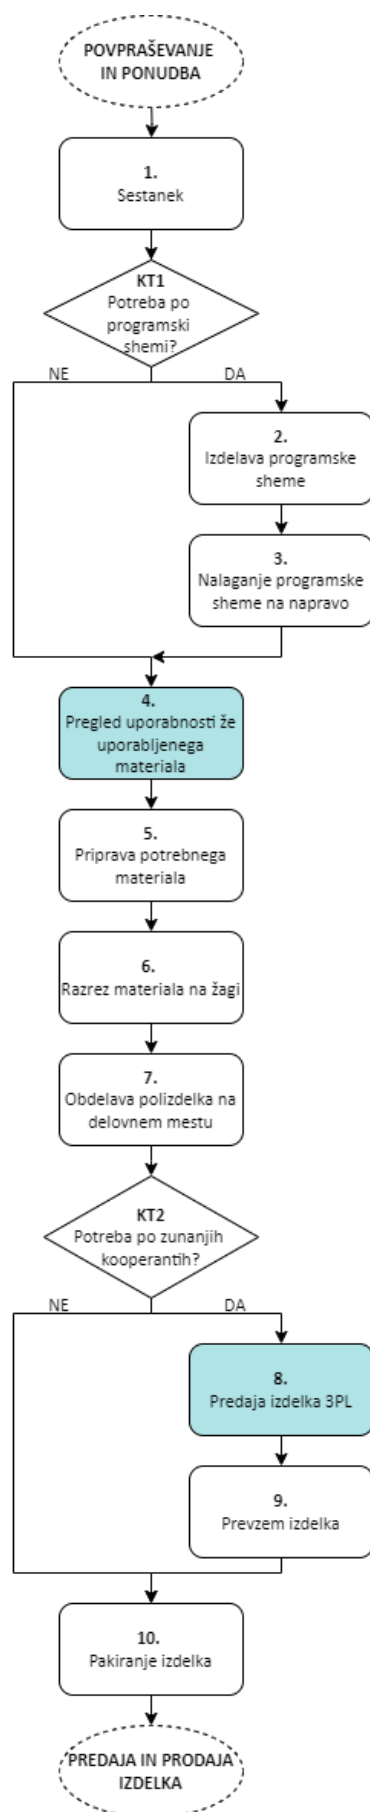 POVPRAŠEVANJE
IN PONUDBA
1.
Sestanek
KT1
Potreba po
programski
shemi?
NE
DA
2.
Izdelava programske
sheme
3.
Nalaganje programske
sheme na napravo
4.
Pregled uporabnosti že
uporabljenega
materiala
5.
Priprava potrebnega
materiala
6.
Razrez materiala na žagi
7.
Obdelava polizdelka na
delovnem mestu
KT2
Potreba po zunanjih
kooperantih?
NE
DA
8.
Predaja izdelka 3PL
9.
Prevzem izdelka
10.
Pakiranje izdelka
PREDAJA IN PRODAJA
IZDELKA